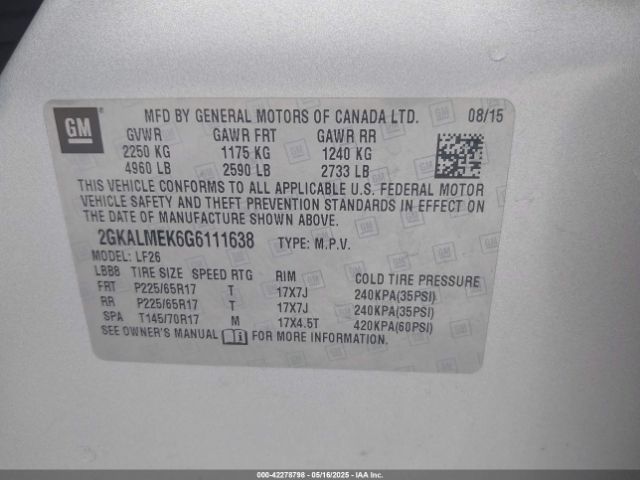 GM
MFD BY GENERAL MOTORS OF CANADA LTD. 08/15
GVWR GAWR FRT GAWR RR
2250 KG 1175 KG 1240 KG
4960 LB 2590 LB 2733 LB
THIS VEHICLE CONFORMS TO ALL APPLICABLE U.S. FEDERAL MOTOR
VEHICLE SAFETY AND THEFT PREVENTION STANDARDS IN EFFECT ON
THE DATE OF MANUFACTURE SHOWN ABOVE.
2GKALMEK6G6111638 TYPE: M.P.V.
MODEL: LF26
LBB8 TIRE SIZE SPEED RTG RIM COLD TIRE PRESSURE
FRT P225/65R17 T 17X7J 240KPA(35PSI)
RR P225/65R17 T 17X7J 240KPA(35PSI)
SPA T145/70R17 M 17X4.5T 420KPA(60PSI)
SEE OWNER'S MANUAL FOR MORE INFORMATION.
000-42278798 - 05/16/2025 - IAA Inc.